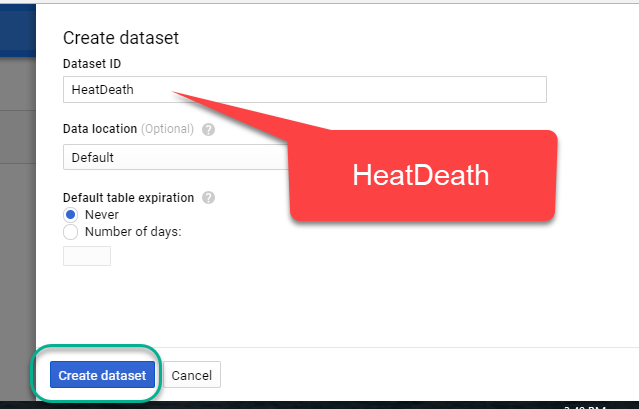 Create dataset
Dataset ID
HeatDeath
Data location (Optional) ?
Default
HeatDeath
Default table expiration ?
Never
Number of days:
Create dataset
Cancel